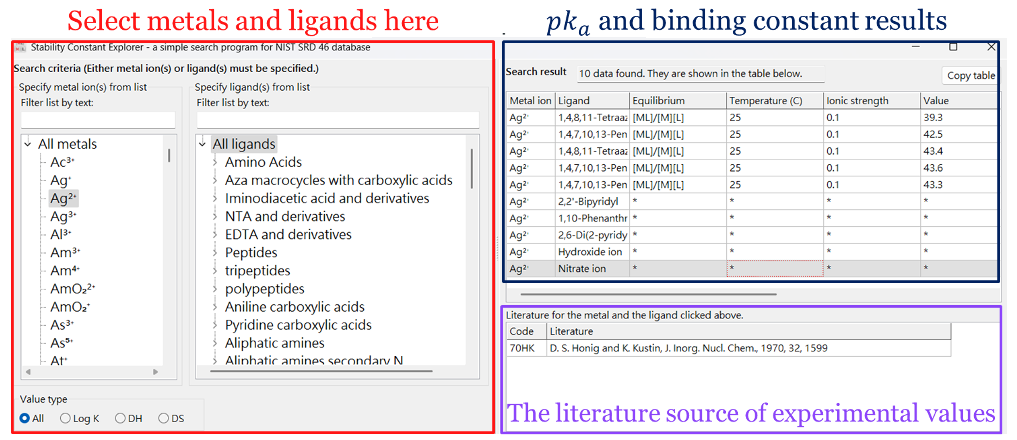 Select metals and ligands here
pk_a and binding constant results
Stability Constant Explorer - a simple search program for NIST SRD 46 database
Search criteria (Either metal ion(s) or ligand(s) must be specified.)
Specify metal ion(s) from list
Filter list by text:
All metals
Ac³⁺
Ag⁺
Ag²⁺
Ag³⁺
Al³⁺
Am³⁺
Am⁴⁺
AmO₂²⁺
AmO₂⁺
As³⁺
As⁵⁺
At⁺
Specify ligand(s) from list
Filter list by text:
All ligands
Amino Acids
Aza macrocycles with carboxylic acids
Iminodiacetic acid and derivatives
NTA and derivatives
EDTA and derivatives
Peptides
tripeptides
polypeptides
Aniline carboxylic acids
Pyridine carboxylic acids
Aliphatic amines
Aliphatic amines secondary N
Value type
All Log K DH DS
Search result 10 data found. They are shown in the table below. Copy table
Metal ion Ligand Equilibrium Temperature (C) Ionic strength Value
Ag²⁺ 1,4,8,11-Tetraaz [ML]/[M][L] 25 0.1 39.3
Ag²⁺ 1,4,7,10,13-Pen [ML]/[M][L] 25 0.1 42.5
Ag²⁺ 1,4,8,11-Tetraaz [ML]/[M][L] 25 0.1 43.4
Ag²⁺ 1,4,7,10,13-Pen [ML]/[M][L] 25 0.1 43.6
Ag²⁺ 1,4,7,10,13-Pen [ML]/[M][L] 25 0.1 43.3
Ag²⁺ 2,2'-Bipyridyl * * * *
Ag²⁺ 1,10-Phenanthr * * * *
Ag²⁺ 2,6-Di(2-pyridy * * * *
Ag²⁺ Hydroxide ion * * * *
Ag²⁺ Nitrate ion * * * *
Literature for the metal and the ligand clicked above.
Code Literature
70HK D. S. Honig and K. Kustin, J. Inorg. Nucl. Chem., 1970, 32, 1599
The literature source of experimental values